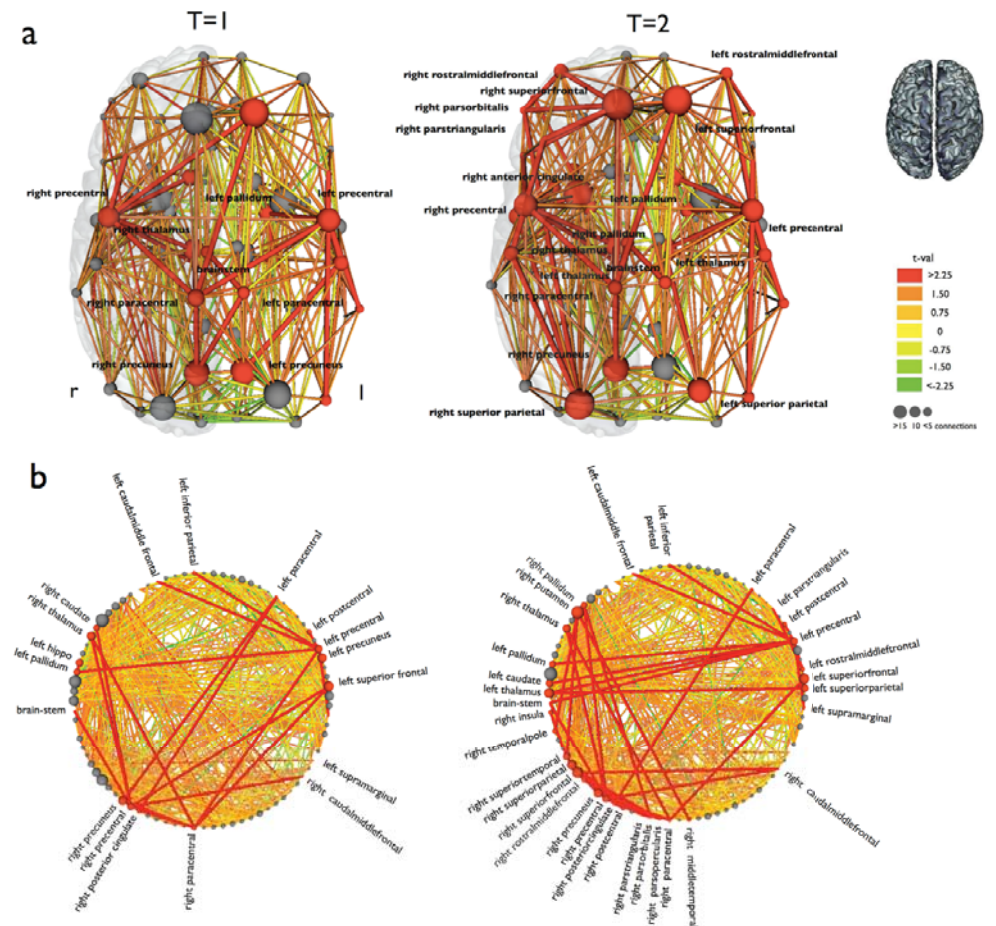 a
T=1
T=2
right precentral
left precentral
left pallidum
right thalamus
brainstem
right paracentral
left paracentral
right precuneus
left precuneus
r
l
left rostralmiddlefrontal
right rostralmiddlefrontal
right superiorfrontal
right parsorbitalis
right parstriangularis
left superiorfrontal
right anterior cingulate
left pallidum
right precentral
left precentral
right pallidum
right thalamus
left thalamus
brainstem
left thalamus
right paracentral
right precuneus
right superior parietal
left superior parietal
t-val
>2.25
1.50
0.75
0
-0.75
-1.50
<-2.25
>15 10 <5 connections
b
left caudalmiddle frontal
left inferior parietal
left paracentral
left postcentral
left precentral
left precuneus
left superior frontal
left supramarginal
right caudalmiddlefrontal
right paracentral
right posterior cingulate
right precentral
right precuneus
brain-stem
left pallidum
left hippo
right thalamus
right caudate
left caudalmiddle frontal
left inferior
parietal
left paracentral
left parstriangularis
left postcentral
left precentral
left rostralmiddlefrontal
left superiorfrontal
left superiorparietal
left supramarginal
right caudalmiddlefrontal
right middletemporal
right paracentral
right parsopercularis
right parsorbitalis
right parstriangularis
right postcentral
right posteriorcingulate
right precentral
right precuneus
right rostralmiddlefrontal
right superiorfrontal
right superiorparietal
right superiortemporal
right temporalpole
right insula
brain-stem
left thalamus
left caudate
left pallidum
right thalamus
right putamen
right pallidum